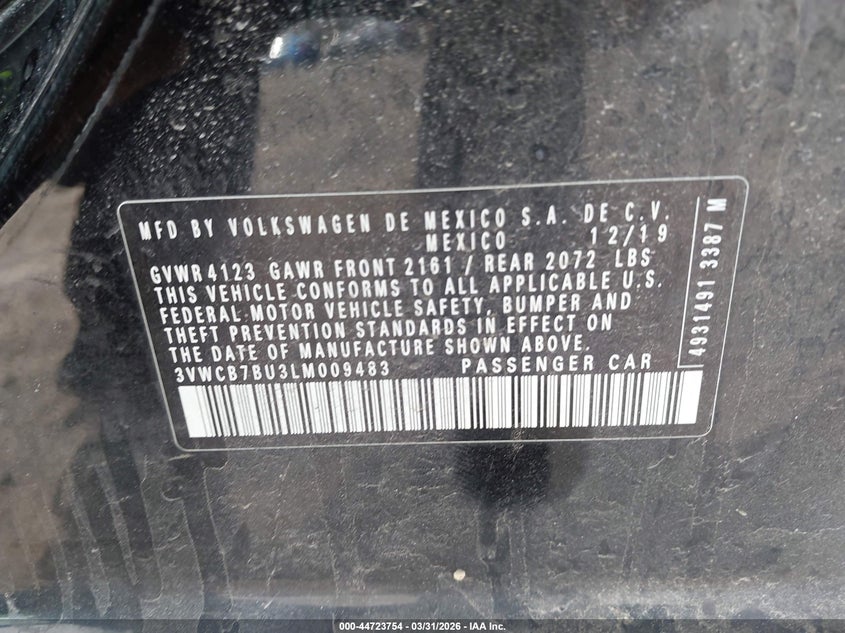 MFD BY VOLKSWAGEN DE MEXICO S.A. DE C.V.
MEXICO 12/19
GVWR 4123 GAWR FRONT 2161 / REAR 2072 LBS
THIS VEHICLE CONFORMS TO ALL APPLICABLE U.S.
FEDERAL MOTOR VEHICLE SAFETY, BUMPER AND
THEFT PREVENTION STANDARDS IN EFFECT ON
THE DATE OF MANUFACTURE SHOWN ABOVE.
3VWCB7BU3LM009483 PASSENGER CAR
4931491 3387 M
000-44723754 - 03/31/2026 - IAA Inc.